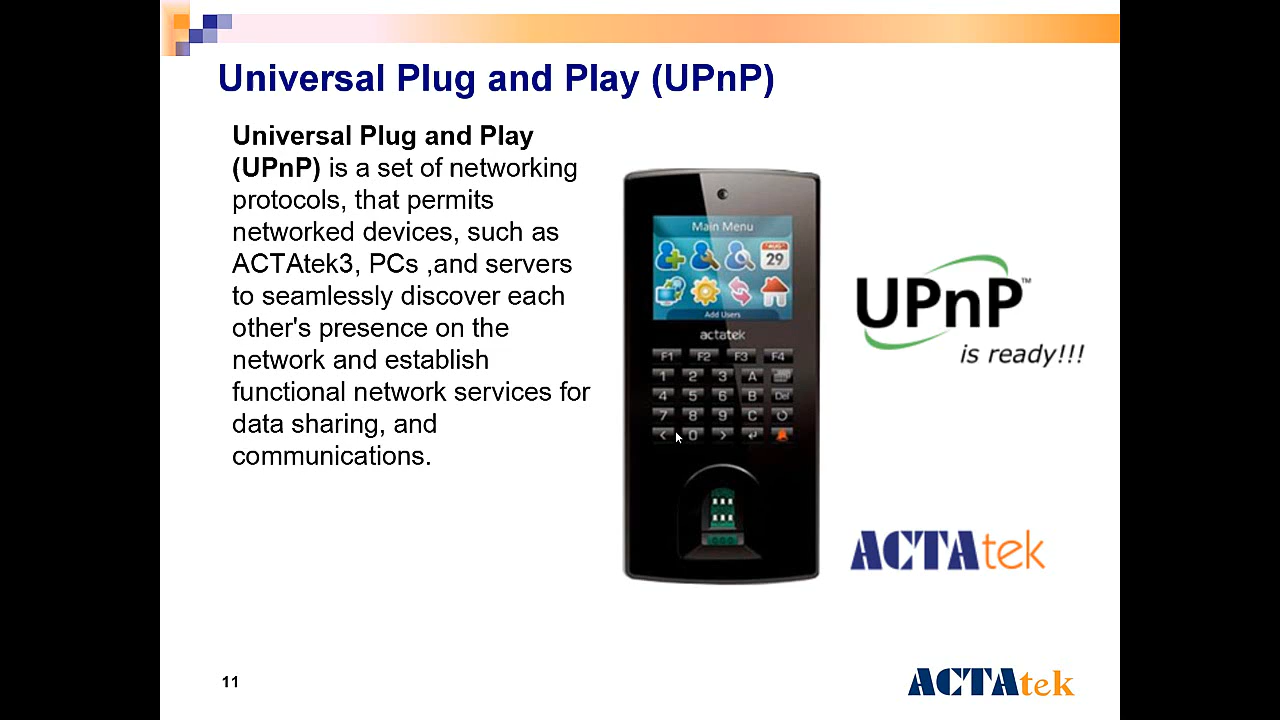 Universal Plug and Play (UPnP)
Universal Plug and Play
(UPnP) is a set of networking
protocols, that permits
networked devices, such as
ACTAtek3, PCs ,and servers
to seamlessly discover each
other's presence on the
network and establish
functional network services for
data sharing, and
communications.
Main Menu
AUG
29
Add Users
actatek
F1 F2 F3 F4
1 2 3 A
4 5 6 B Del
7 8 9 C
< 0 >
UPnP™
is ready!!!
ACTAtek
11
ACTAtek